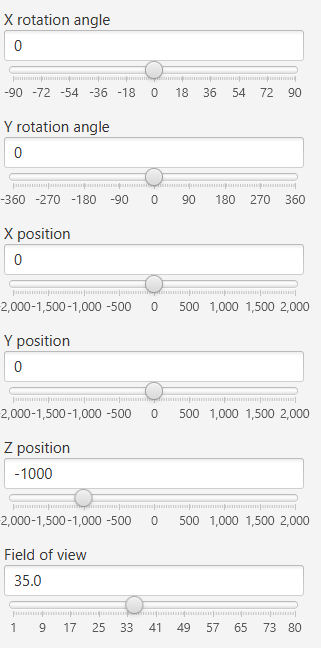 X rotation angle
0
-90 -72 -54 -36 -18 0 18 36 54 72 90
Y rotation angle
0
-360 -270 -180 -90 0 90 180 270 360
X position
0
2,000 -1,500 -1,000 -500 0 500 1,000 1,500 2,000
Y position
0
2,000 -1,500 -1,000 -500 0 500 1,000 1,500 2,000
Z position
-1000
2,000 -1,500 -1,000 -500 0 500 1,000 1,500 2,000
Field of view
35.0
1 9 17 25 33 41 49 57 65 73 80